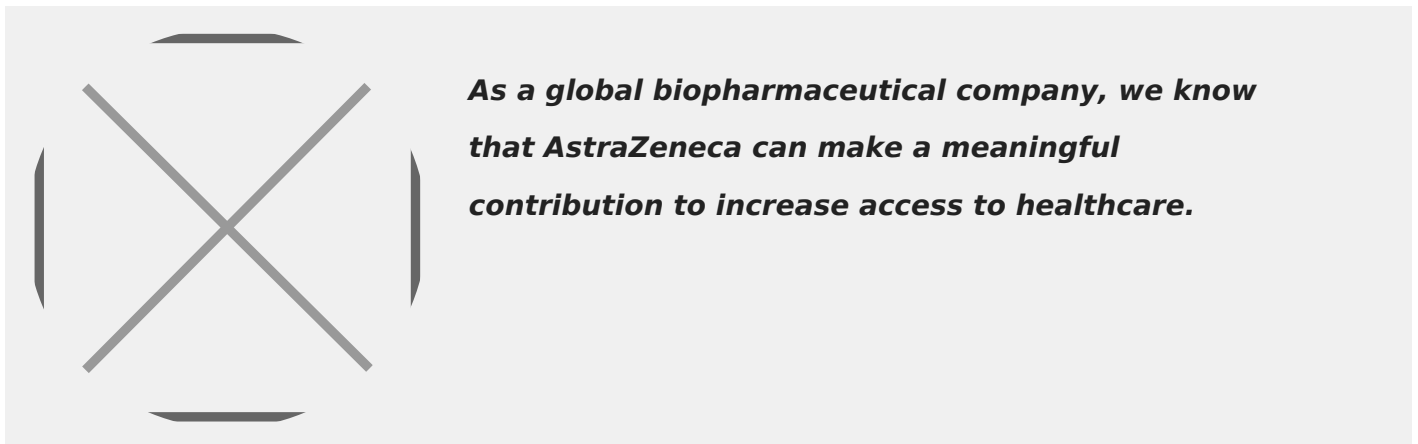 As a global biopharmaceutical company, we know
that AstraZeneca can make a meaningful
contribution to increase access to healthcare.